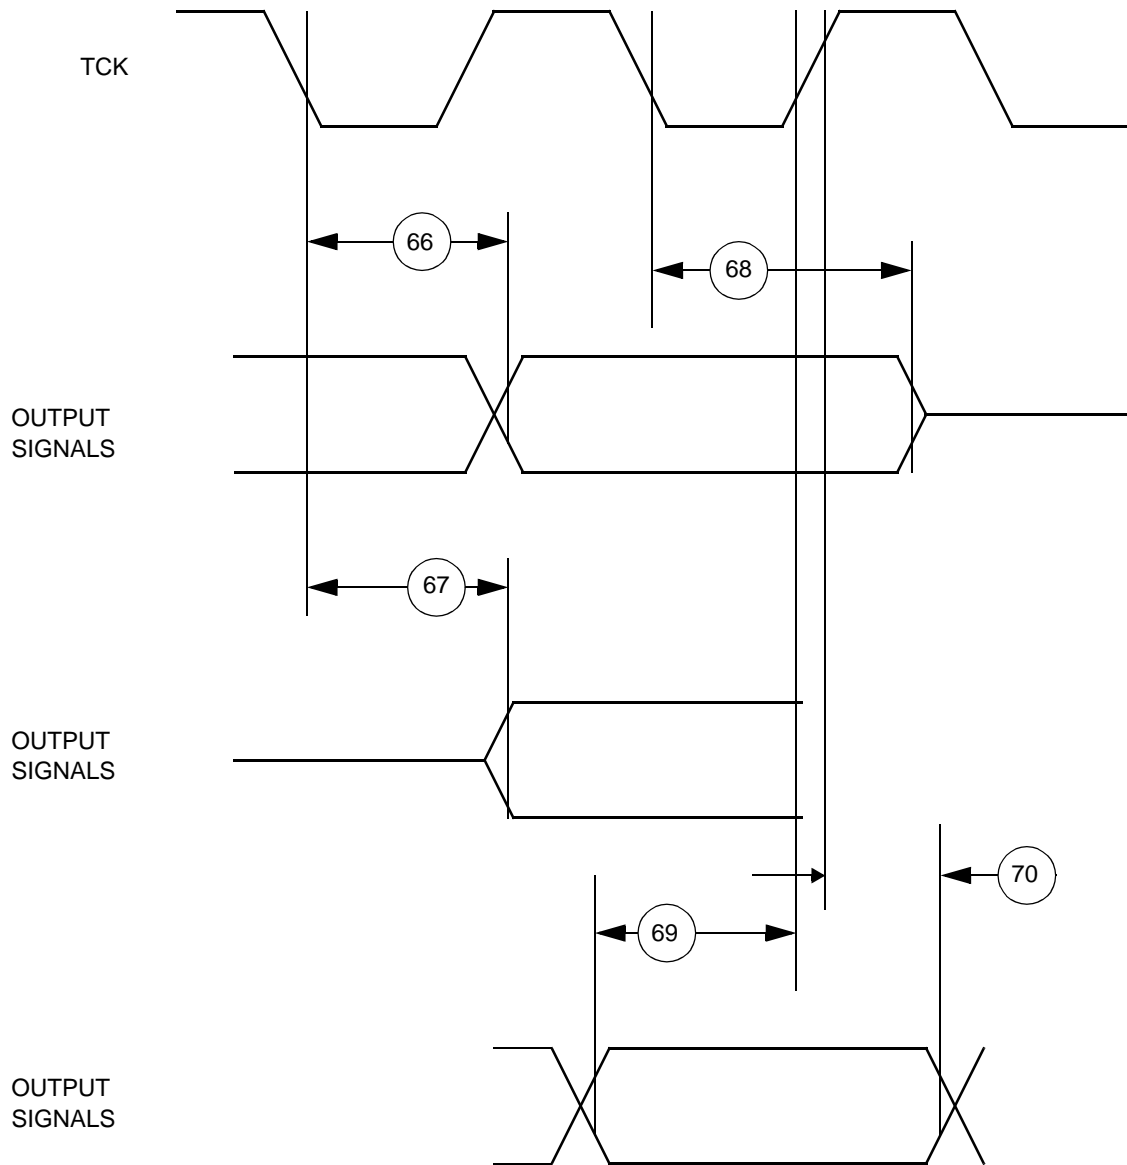 TCK
66
68
OUTPUT
SIGNALS
67
OUTPUT
SIGNALS
70
69
OUTPUT
SIGNALS